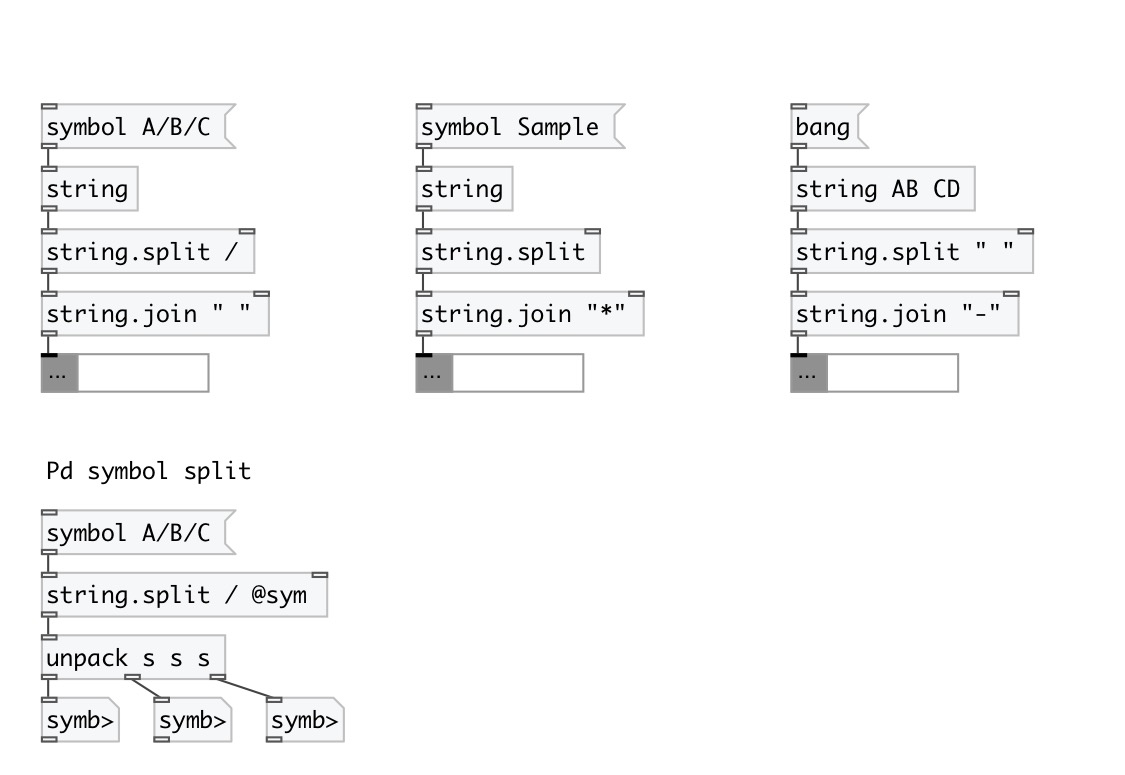 symbol A/B/C
string
string.split /
string.join " "
...
symbol Sample
string
string.split
string.join "*"
...
bang
string AB CD
string.split " "
string.join "-"
...
Pd symbol split
symbol A/B/C
string.split / @sym
unpack s s s
symb> symb> symb>